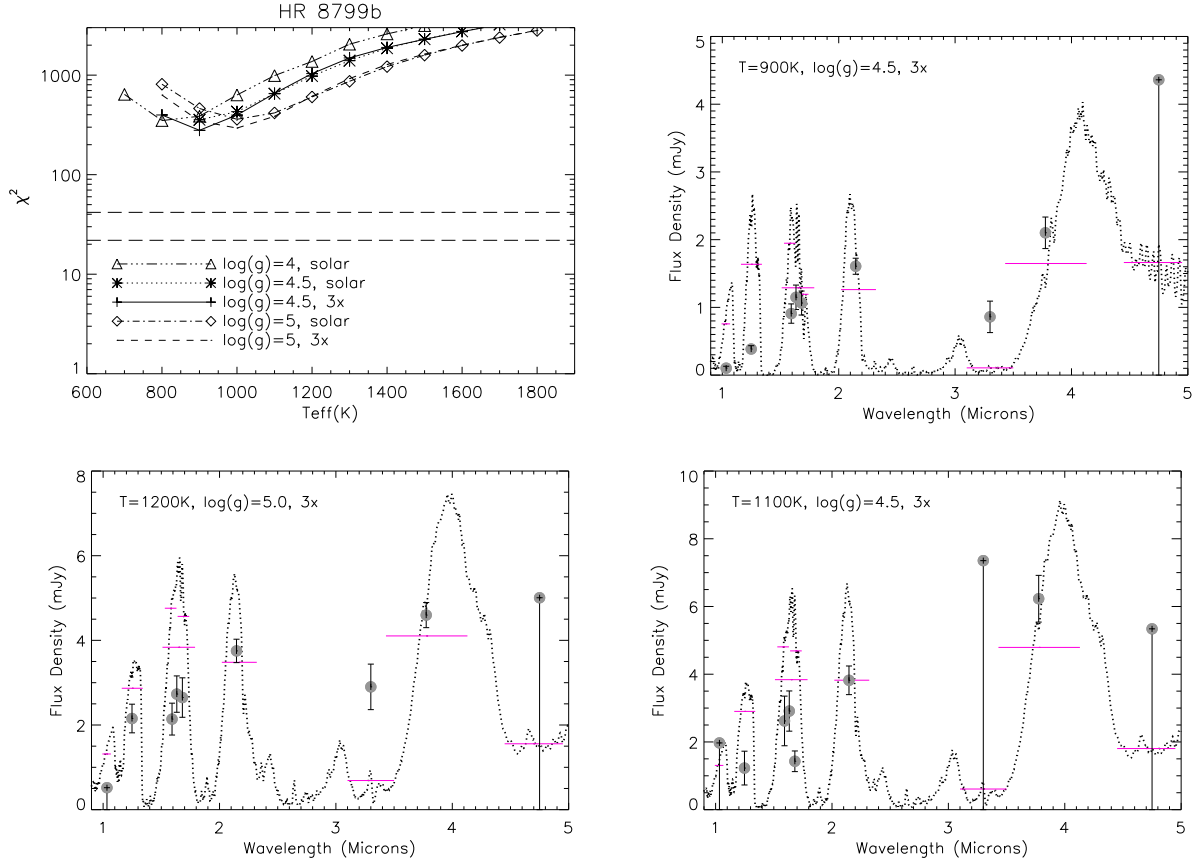 HR 8799b
χ²
1000
100
10
1
log(g)=4, solar
log(g)=4.5, solar
log(g)=4.5, 3x
log(g)=5, solar
log(g)=5, 3x
600 800 1000 1200 1400 1600 1800
Teff(K)
T=900K, log(g)=4.5, 3x
Flux Density (mJy)
5
4
3
2
1
0
1 2 3 4 5
Wavelength (Microns)
T=1200K, log(g)=5.0, 3x
Flux Density (mJy)
8
6
4
2
0
1 2 3 4 5
Wavelength (Microns)
T=1100K, log(g)=4.5, 3x
Flux Density (mJy)
10
8
6
4
2
0
1 2 3 4 5
Wavelength (Microns)